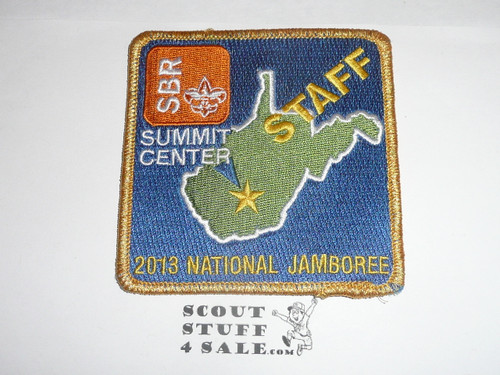 SBR
STAFF
SUMMIT
CENTER
2013 NATIONAL JAMBOREE
SCOUT
STUFF
4 SALE.com